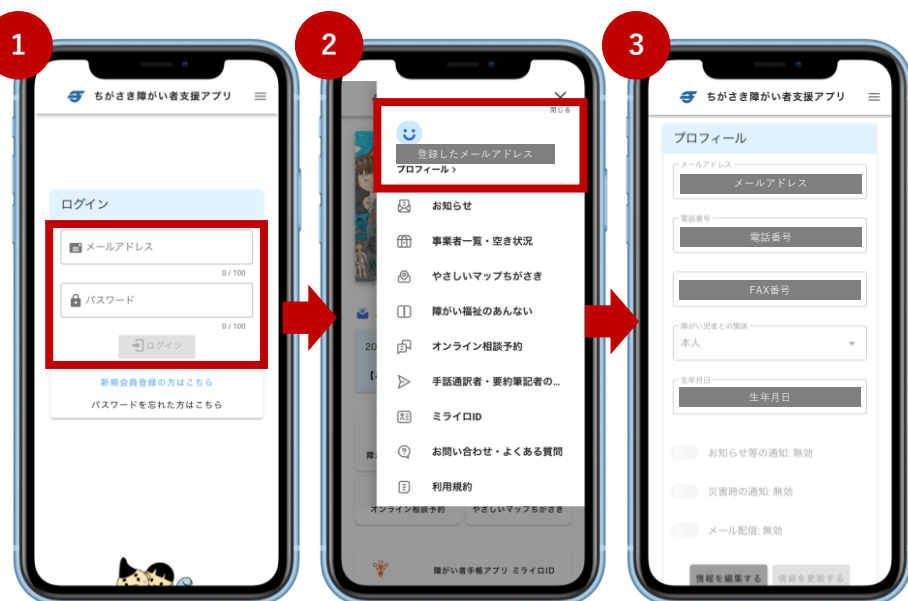 1
ちがさき障がい者支援アプリ
ログイン
メールアドレス
0 / 100
パスワード
0 / 100
ログイン
新規会員登録の方はこちら
パスワードを忘れた方はこちら
2
閉じる
登録したメールアドレス
プロフィール ›
お知らせ
事業者一覧・空き状況
やさしいマップちがさき
障がい福祉のあんない
オンライン相談予約
手話通訳者・要約筆記者の...
ミライロID
お問い合わせ・よくある質問
利用規約
20
障
オンライン相談予約
やさしいマップちがさき
障がい者手帳アプリ ミライロID
3
ちがさき障がい者支援アプリ
プロフィール
メールアドレス
メールアドレス
電話番号
電話番号
FAX番号
障がい児者との関係
本人
生年月日
生年月日
お知らせ等の通知: 無効
災害時の通知: 無効
メール配信: 無効
情報を編集する
情報を更新する